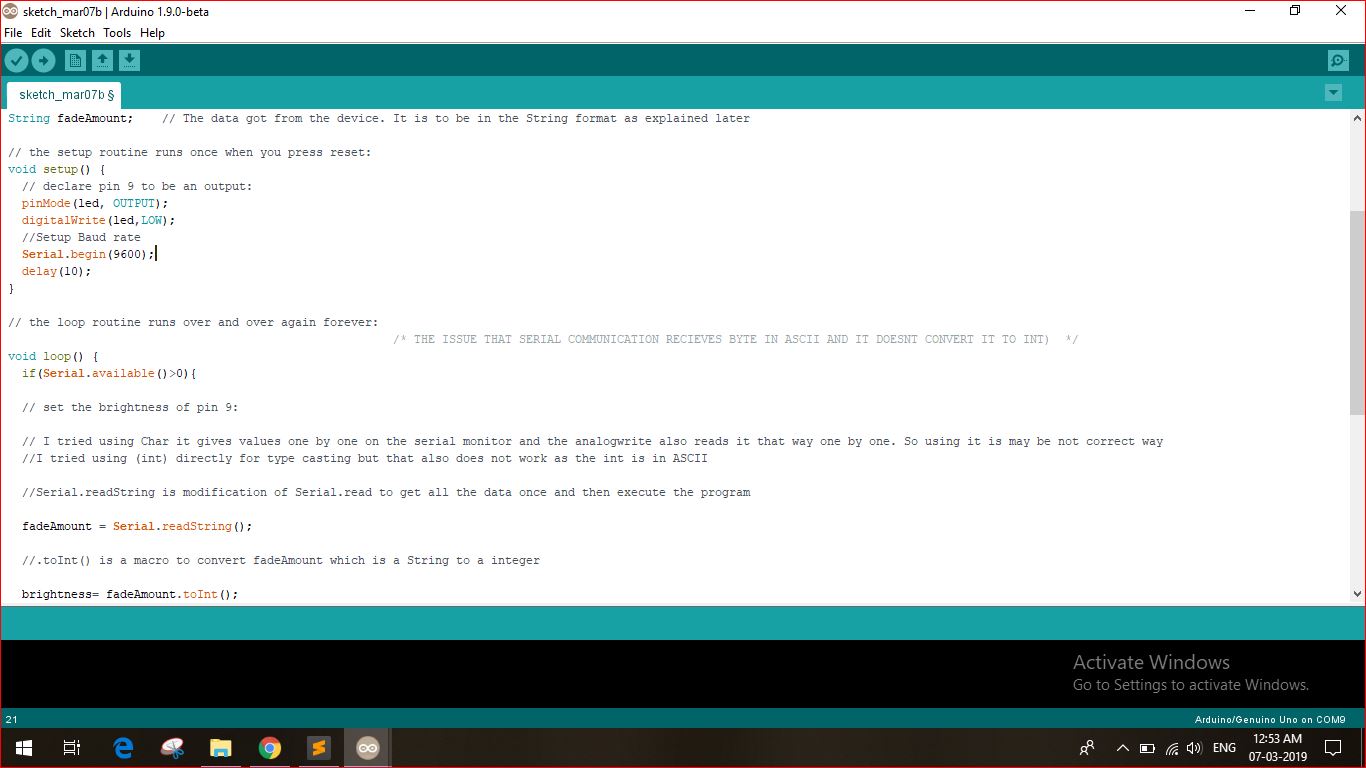 sketch_mar07b | Arduino 1.9.0-beta
File Edit Sketch Tools Help
sketch_mar07b §
String fadeAmount;    // The data got from the device. It is to be in the String format as explained later
// the setup routine runs once when you press reset:
void setup() {
  // declare pin 9 to be an output:
  pinMode(led, OUTPUT);
  digitalWrite(led,LOW);
  //Setup Baud rate
  Serial.begin(9600);
  delay(10);
}
// the loop routine runs over and over again forever:
/* THE ISSUE THAT SERIAL COMMUNICATION RECIEVES BYTE IN ASCII AND IT DOESNT CONVERT IT TO INT)  */
void loop() {
  if(Serial.available()>0){
  // set the brightness of pin 9:
  // I tried using Char it gives values one by one on the serial monitor and the analogwrite also reads it that way one by one. So using it is may be not correct way
  //I tried using (int) directly for type casting but that also does not work as the int is in ASCII
  //Serial.readString is modification of Serial.read to get all the data once and then execute the program
  fadeAmount = Serial.readString();
  //.toInt() is a macro to convert fadeAmount which is a String to a integer
  brightness= fadeAmount.toInt();
Activate Windows
Go to Settings to activate Windows.
21
Arduino/Genuino Uno on COM9
ENG
12:53 AM
07-03-2019